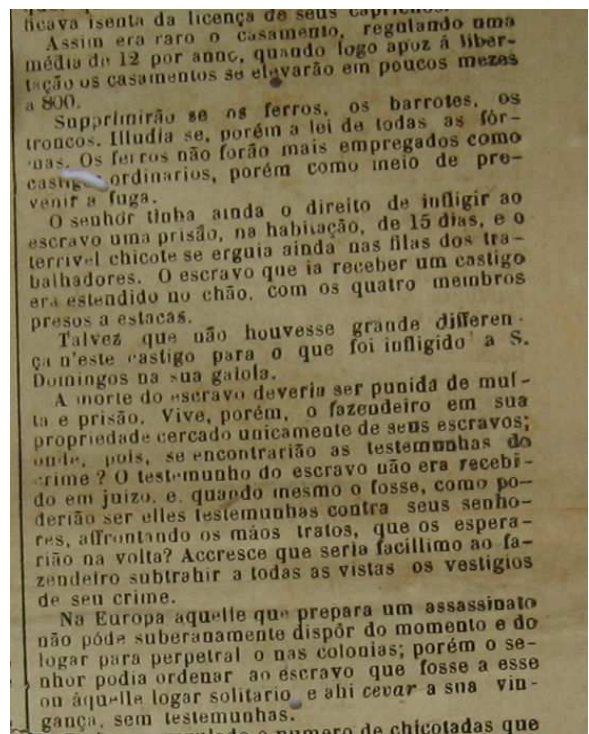 ficava isenta da licença de seus caprichos.
Assim era raro o casamento, regulando uma
média de 12 por anno, quando logo apoz á liber-
tação os casamentos se elevarão em poucos mezes
a 800.
Supprimirão se os ferros, os barrotes, os
troncos. Illudia se, porém a lei de todas as fór-
mas. Os ferros não forão mais empregados como
castigos ordinarios, porém como meio de pre-
venir a fuga.
O senhor tinha ainda o direito de infligir ao
escravo uma prisão, na habitação, de 15 dias, e o
terrivel chicote se erguia ainda nas filas dos tra-
balhadores. O escravo que ia receber um castigo
era estendido no chão, com os quatro membros
presos a estacas.
Talvez que não houvesse grande differen-
ça n'este castigo para o que foi infligido a S.
Domingos na sua gaiola.
A morte do escravo deveria ser punida de mul-
ta e prisão. Vive, porém, o fazendeiro em sua
propriedade cercado unicamente de seus escravos;
onde, pois, se encontrarião as testemunhas do
crime? O testemunho do escravo não era recebi-
do em juizo, e, quando mesmo o fosse, como po-
derião ser elles testemunhas contra seus senho-
res, affrontando os máos tratos, que os espera-
rião na volta? Accresce que seria facillimo ao fa-
zendeiro subtrahir a todas as vistas os vestigios
de seu crime.
Na Europa aquelle que prepara um assassinato
não póde suberanamente dispôr do momento e do
logar para perpetral o nas colonias; porém o se-
nhor podia ordenar ao escravo que fosse a esse
ou áquelle logar solitario e ahi cevar a sua vin-
gança, sem testemunhas.
numero de chicotadas que